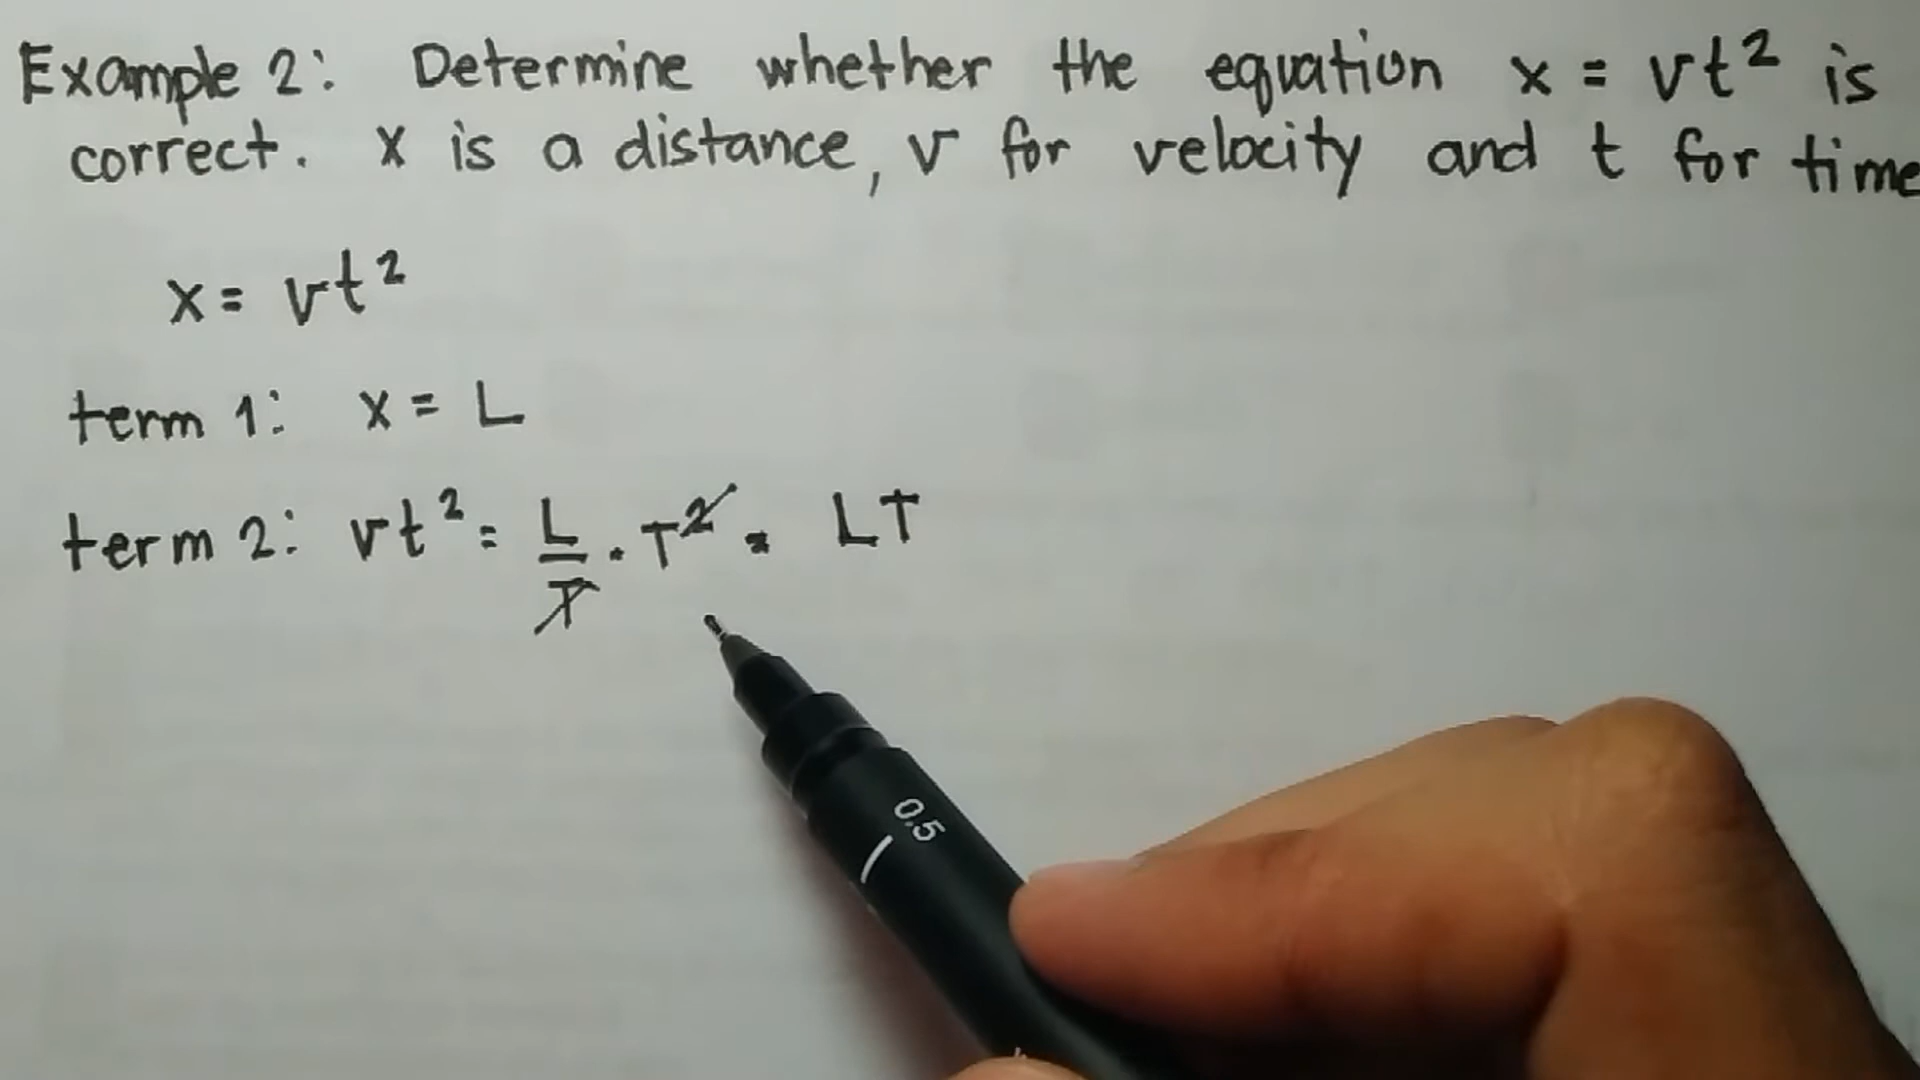 Example 2: Determine whether the equation x = vt² is
correct. x is a distance, v for velocity and t for time
x = vt²
term 1: x = L
term 2: vt² = L/T · T² = LT
0.5